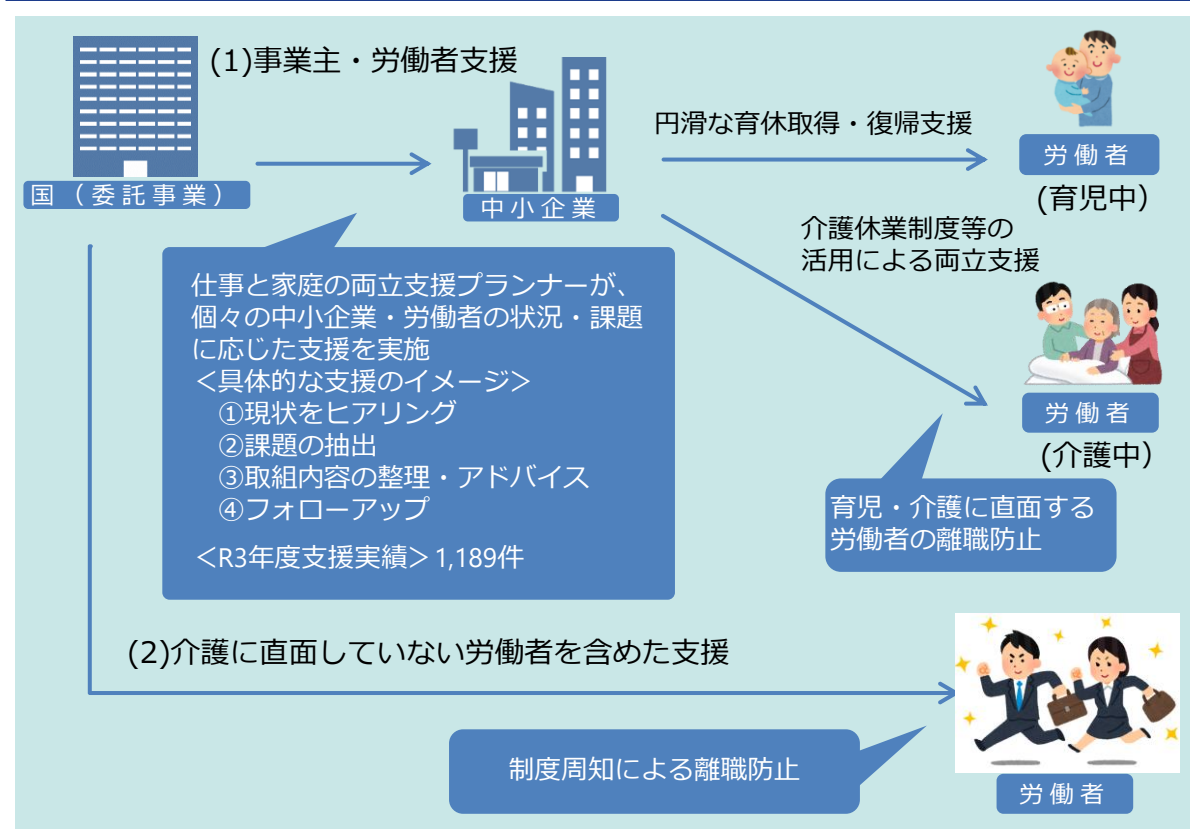 (1)事業主・労働者支援
国（委託事業）
中小企業
円滑な育休取得・復帰支援
労働者
(育児中)
介護休業制度等の
活用による両立支援
労働者
(介護中)
仕事と家庭の両立支援プランナーが、
個々の中小企業・労働者の状況・課題
に応じた支援を実施
＜具体的な支援のイメージ＞
①現状をヒアリング
②課題の抽出
③取組内容の整理・アドバイス
④フォローアップ
＜R3年度支援実績＞1,189件
育児・介護に直面する
労働者の離職防止
(2)介護に直面していない労働者を含めた支援
制度周知による離職防止
労働者